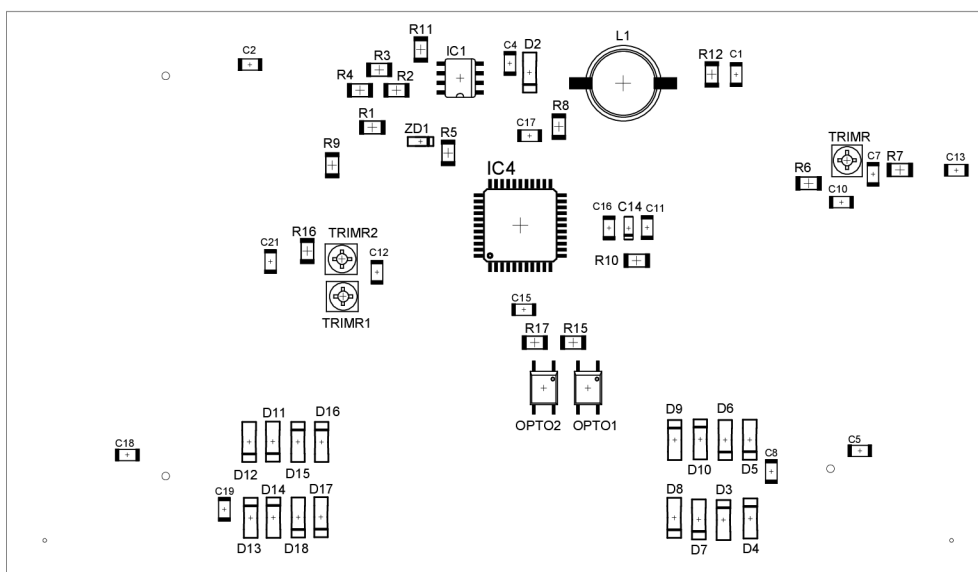 R11
C2
IC1
C4
D2
L1
R12
C1
R3
R4
R2
R1
ZD1
R5
C17
R8
R9
IC4
TRIMR
R6
C7
R7
C13
C10
C16
C14
C11
R10
C21
R16
TRIMR2
C12
TRIMR1
C15
R17
R15
OPTO2
OPTO1
D11
D16
D9
D6
C18
D12
D15
D10
D5
C5
C8
C19
D14
D17
D8
D3
D13
D18
D7
D4